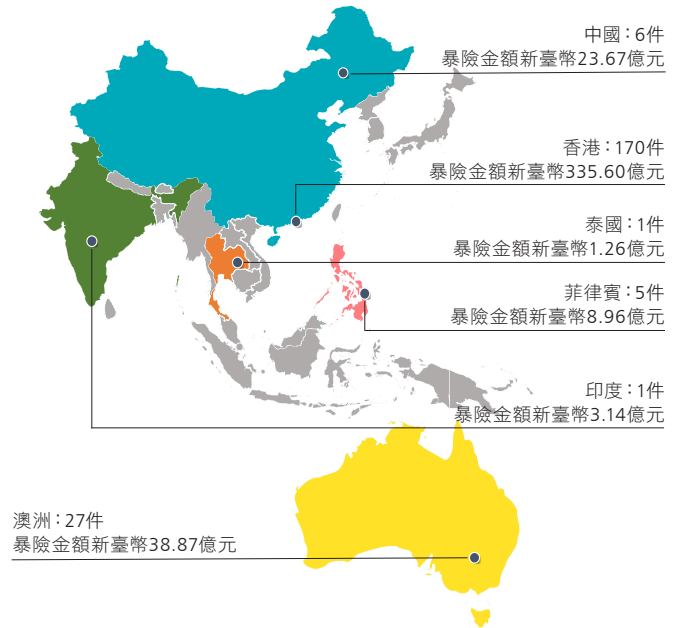 中國：6件
暴險金額新臺幣23.67億元
香港：170件
暴險金額新臺幣335.60億元
泰國：1件
暴險金額新臺幣1.26億元
菲律賓：5件
暴險金額新臺幣8.96億元
印度：1件
暴險金額新臺幣3.14億元
澳洲：27件
暴險金額新臺幣38.87億元